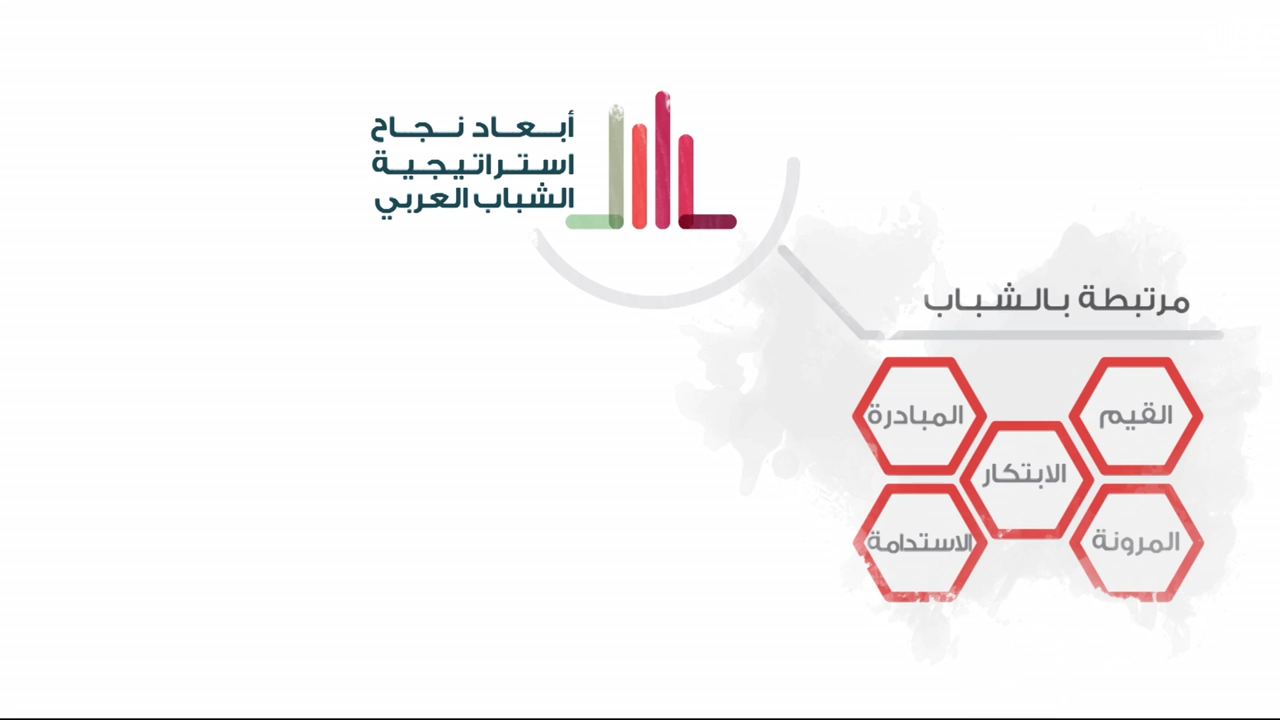 أبعاد نجاح
استراتيجية
الشباب العربي
مرتبطة بالشباب
القيم
المبادرة
الابتكار
المرونة
الاستدامة